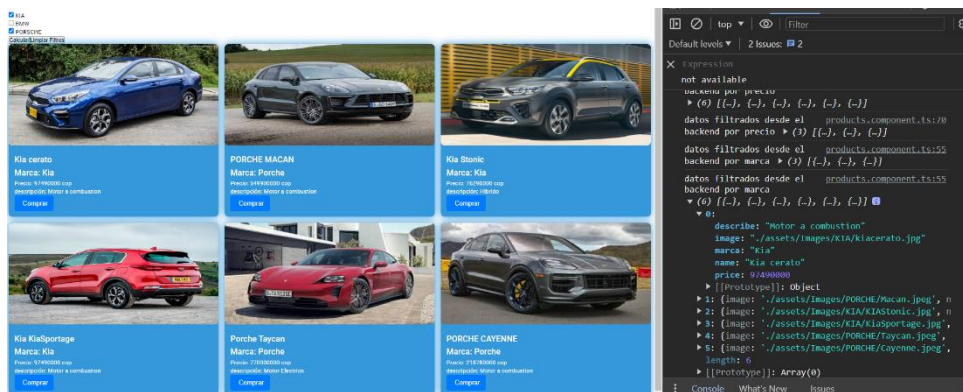 KIA
BMW
PORSCHE
Calcular Limpiar Filtros
Kia cerato
Marca: Kia
Precio: 97490000 cop
descripción: Motor a combustion
Comprar
PORCHE MACAN
Marca: Porche
Precio: 349900000 cop
descripción: Motor a combustion
Comprar
Kia Stonic
Marca: Kia
Precio: 76290000 cop
descripción: Hibrido
Comprar
Kia KiaSportage
Marca: Kia
Precio: 97490000 cop
descripción: Motor a combustion
Comprar
Porche Taycan
Marca: Porche
Precio: 770000000 cop
descripción: Motor Electrico
Comprar
PORCHE CAYENNE
Marca: Porche
descripción: Motor a combustion
Comprar
top
Filter
Default levels
2 Issues: 2
Expression
not available
backend por precio
(6) [{…}, {…}, {…}, {…}, {…}, {…}]
datos filtrados desde el products.component.ts:70
backend por precio (3) [{…}, {…}, {…}]
datos filtrados desde el products.component.ts:55
backend por marca (3) [{…}, {…}, {…}]
datos filtrados desde el products.component.ts:55
backend por marca
(6) [{…}, {…}, {…}, {…}, {…}, {…}]
0:
describe: "Motor a combustion"
image: "./assets/Images/KIA/kiacerato.jpg"
marca: "Kia"
name: "Kia cerato"
price: 97490000
[[Prototype]]: Object
1: {image: './assets/Images/PORCHE/Macan.jpeg', n
2: {image: './assets/Images/KIA/KIAStonic.jpg', n
3: {image: './assets/Images/KIA/KiaSportage.jpg',
4: {image: './assets/Images/PORCHE/Taycan.jpeg',
5: {image: './assets/Images/PORCHE/Cayenne.jpeg',
length: 6
[[Prototype]]: Array(0)
Console What's New Issues